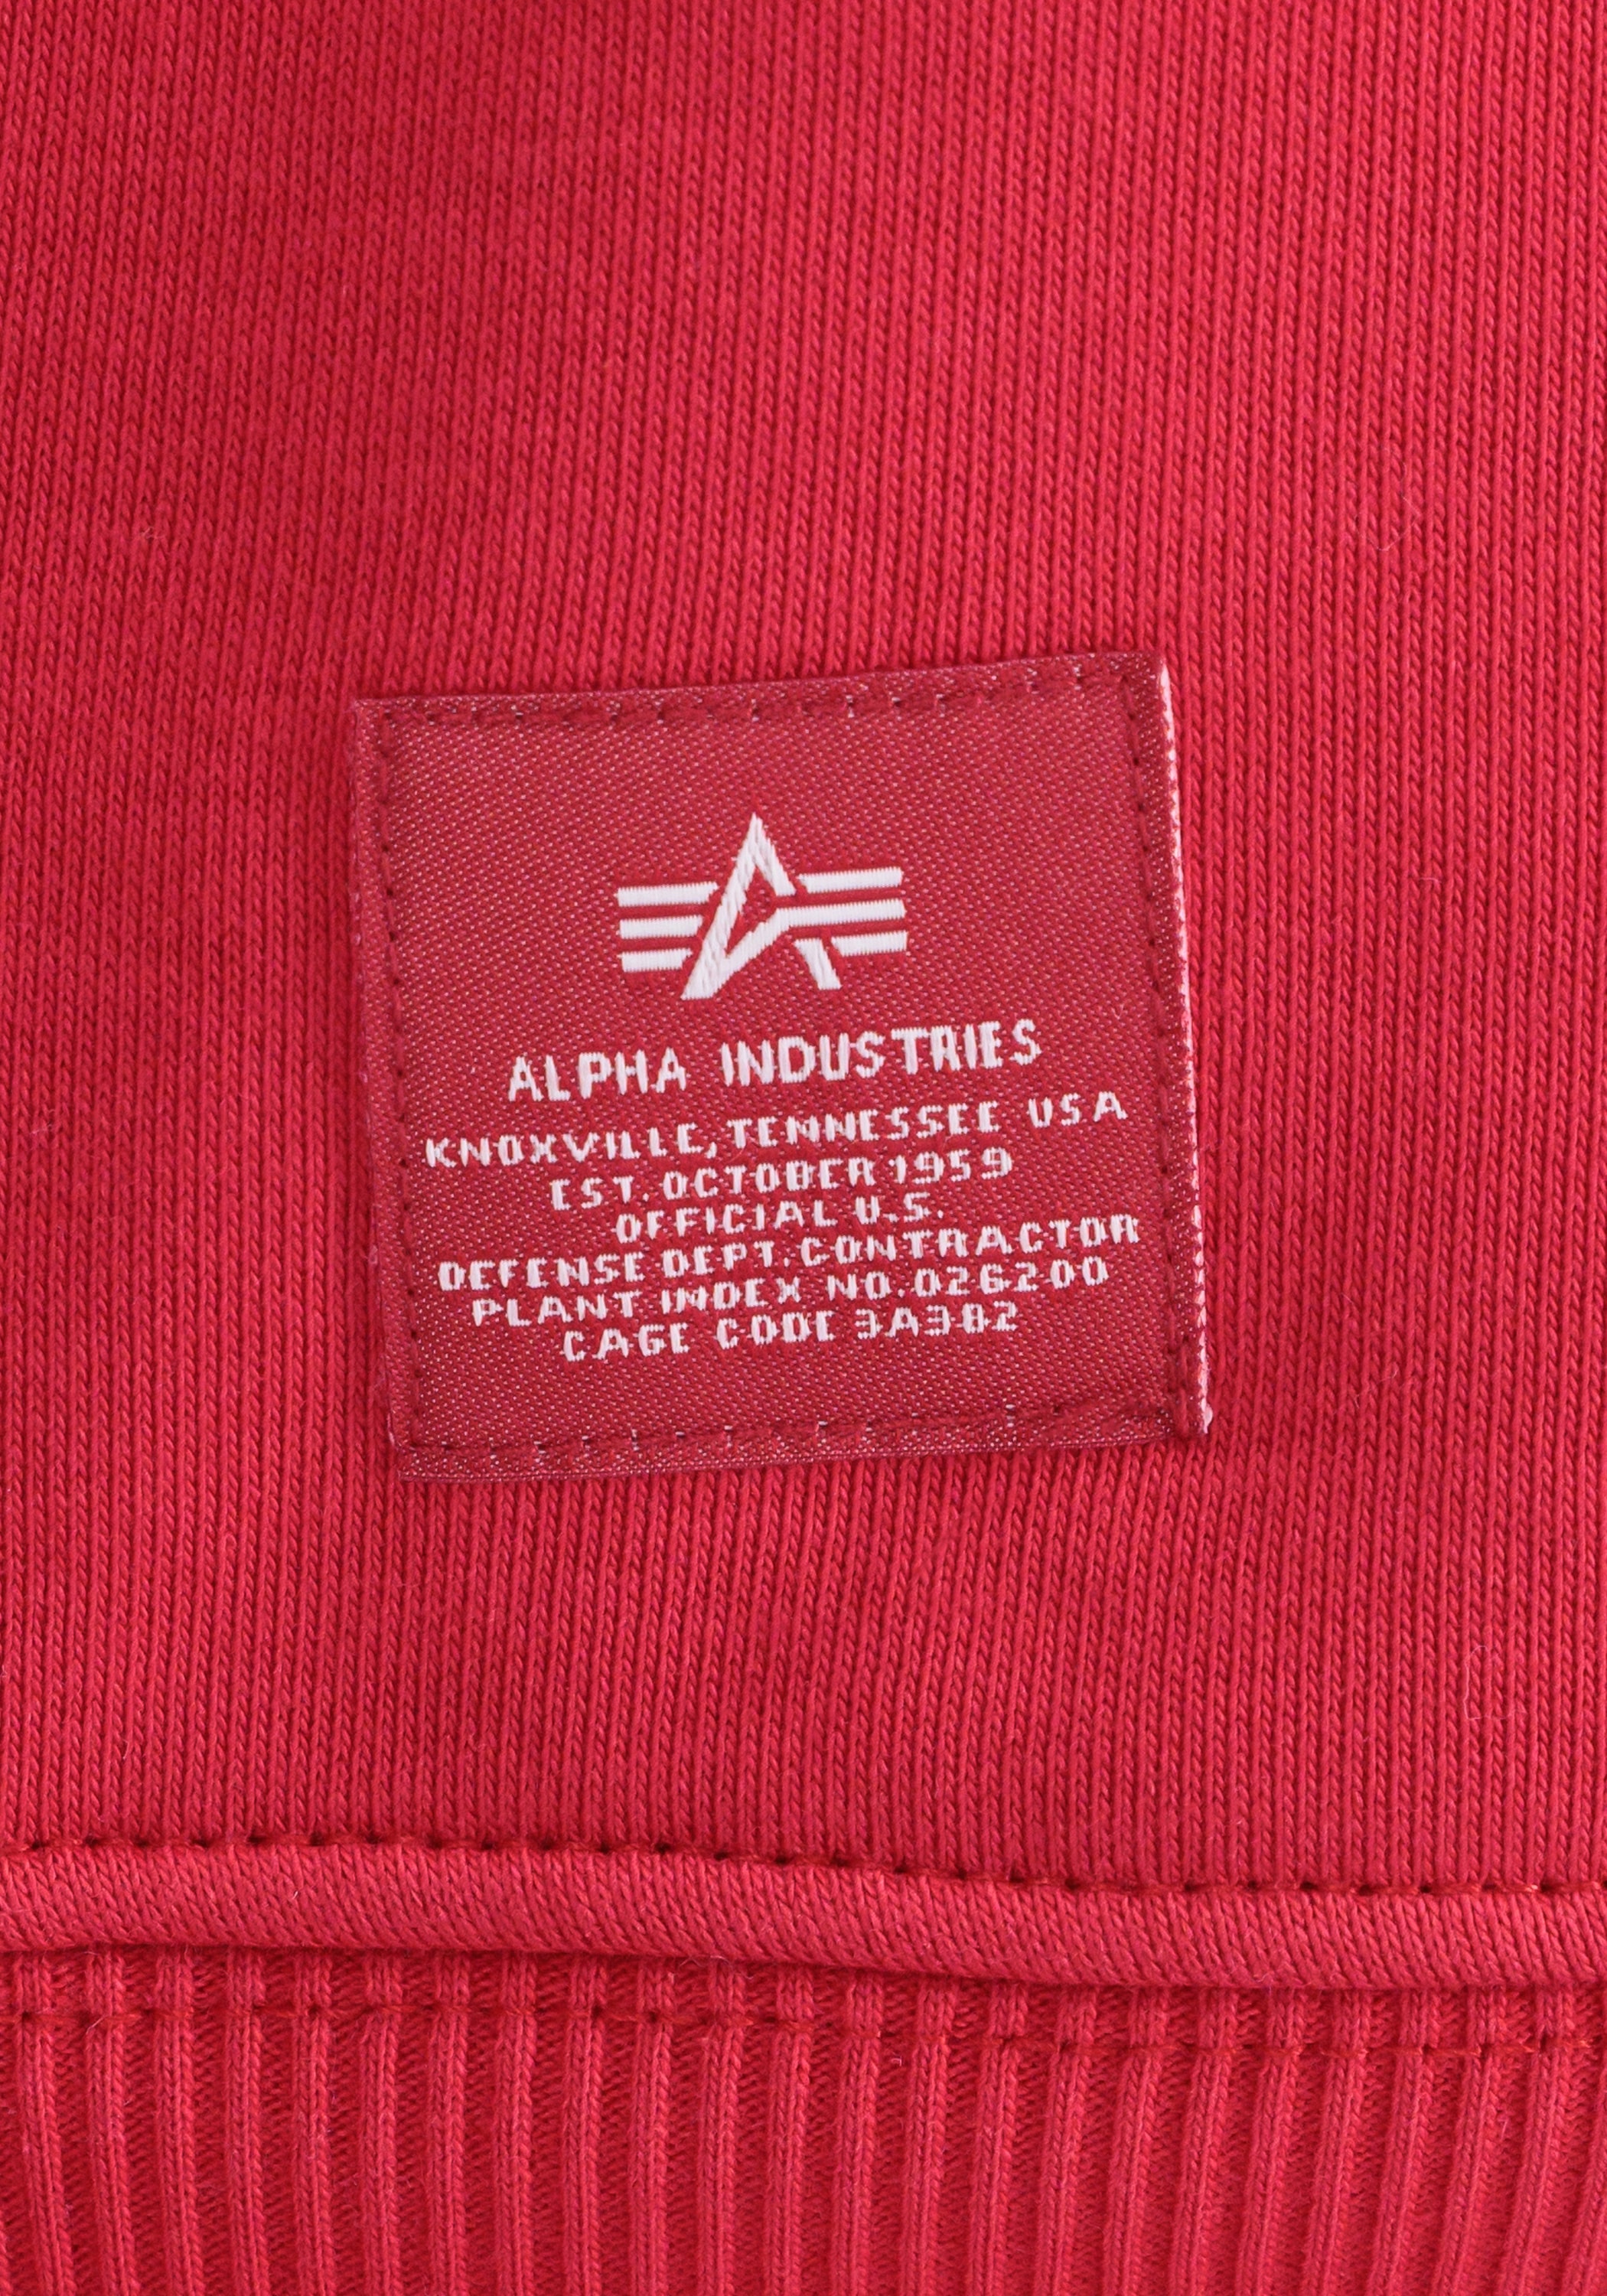 ALPHA INDUSTRIES
KNOXVILLE, TENNESSEE USA
EST. OCTOBER 1959
OFFICIAL U.S.
DEFENSE DEPT. CONTRACTOR
PLANT INDEX NO. 026200
CAGE CODE 3A382